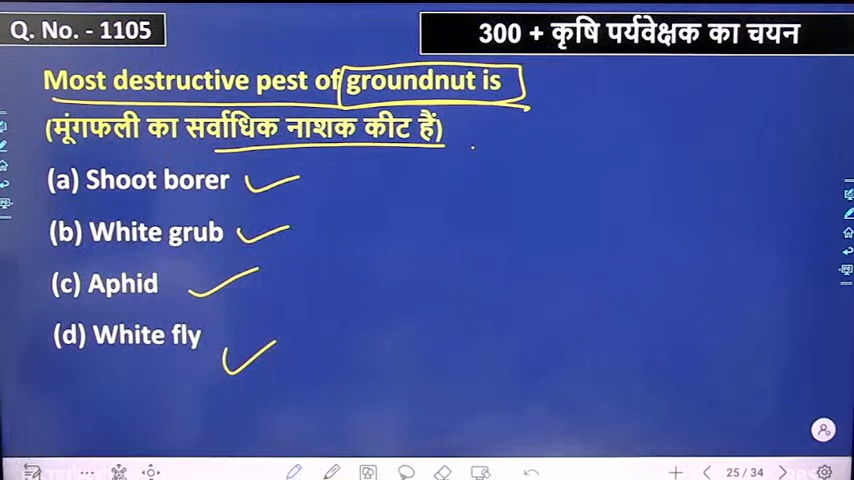 Q. No. - 1105
300 + कृषि पर्यवेक्षक का चयन
Most destructive pest of groundnut is
(मूंगफली का सर्वाधिक नाशक कीट हैं)
(a) Shoot borer
(b) White grub
(c) Aphid
(d) White fly
25/34